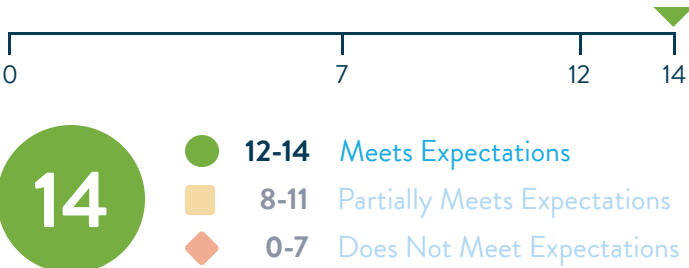 0 7 12 14
14
12-14 Meets Expectations
8-11 Partially Meets Expectations
0-7 Does Not Meet Expectations